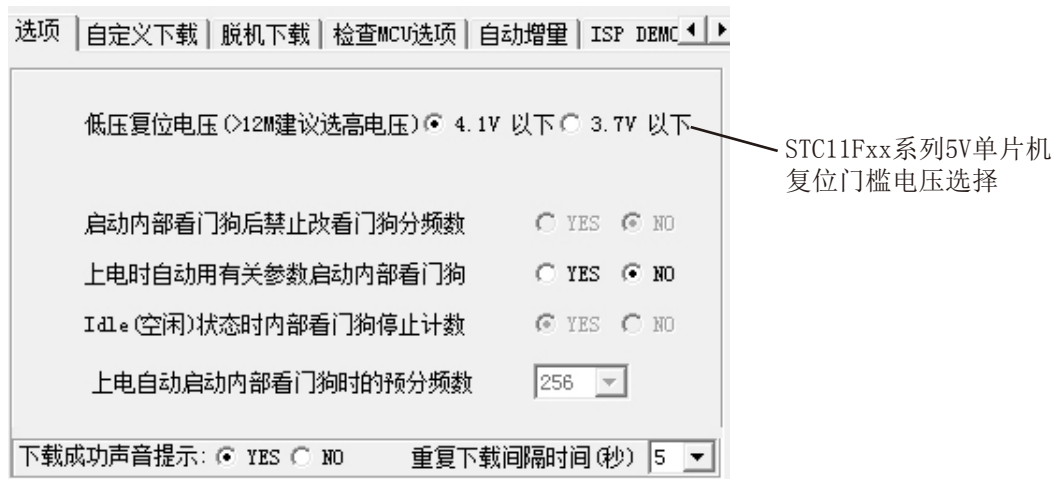 选项 自定义下载 脱机下载 检查MCU选项 自动增量 ISP DEMO
低压复位电压(>12M建议选高电压) 4.1V 以下 3.7V 以下
STC11Fxx系列5V单片机
复位门槛电压选择
启动内部看门狗后禁止改看门狗分频数 YES NO
上电时自动用有关参数启动内部看门狗 YES NO
Idle(空闲)状态时内部看门狗停止计数 YES NO
上电自动启动内部看门狗时的预分频数 256
下载成功声音提示: YES NO 重复下载间隔时间(秒) 5